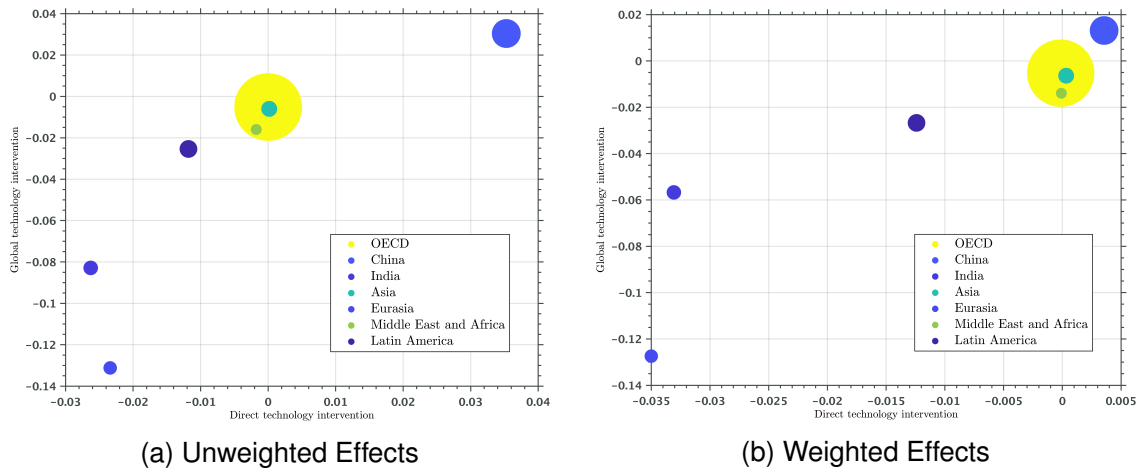 0.04
0.02
0
−0.02
−0.04
−0.06
−0.08
−0.1
−0.12
−0.14
Global technology intervention
−0.03 −0.02 −0.01 0 0.01 0.02 0.03 0.04
Direct technology intervention
OECD
China
India
Asia
Eurasia
Middle East and Africa
Latin America
(a) Unweighted Effects
0.02
0
−0.02
−0.04
−0.06
−0.08
−0.1
−0.12
−0.14
Global technology intervention
−0.035 −0.03 −0.025 −0.02 −0.015 −0.01 −0.005 0 0.005
Direct technology intervention
OECD
China
India
Asia
Eurasia
Middle East and Africa
Latin America
(b) Weighted Effects